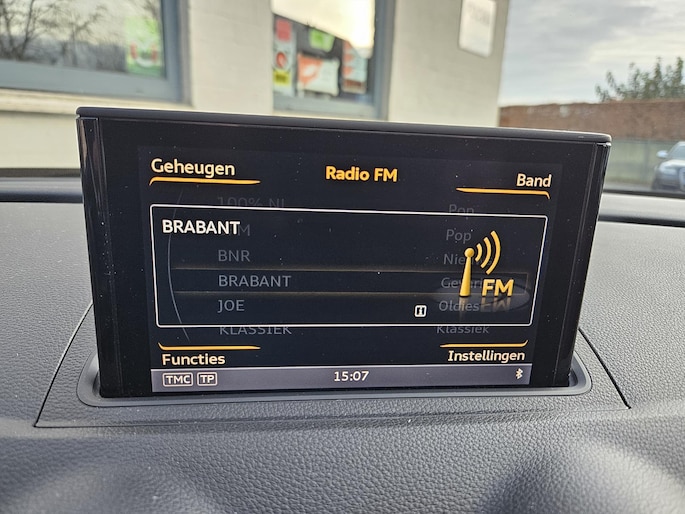 Geheugen
Radio FM
Band
100% NL
Pop
BRABANT
Pop
BNR
BRABANT
FM
JOE
Oldies
KLASSIEK
Klassiek
Functies
Instellingen
TMC TP
15:07